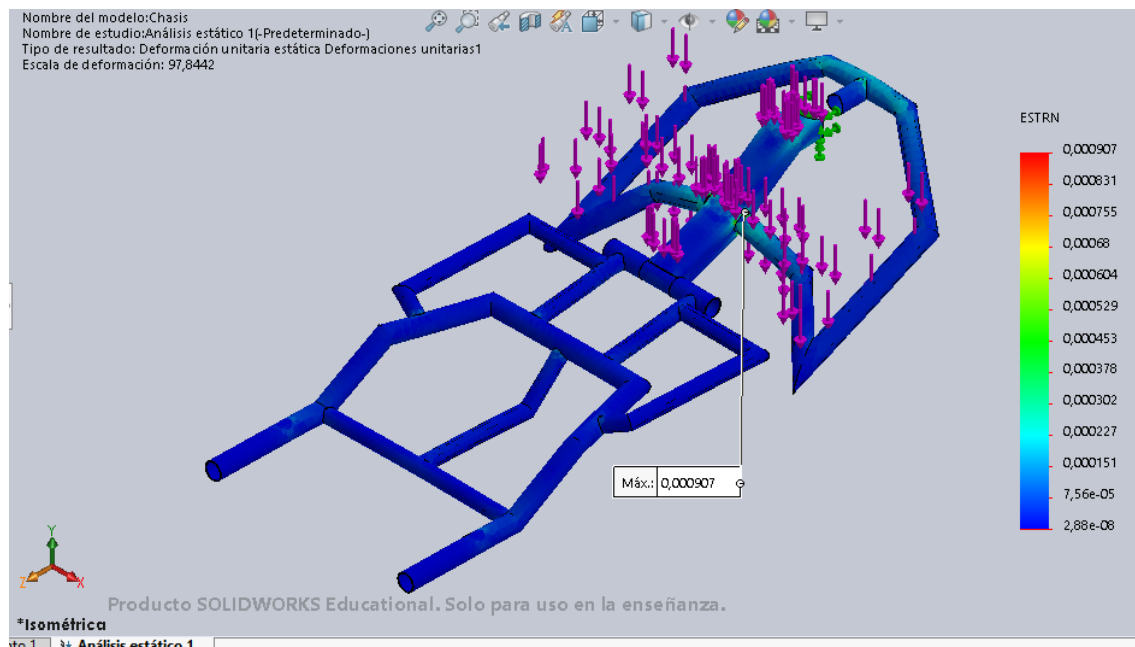 Nombre del modelo:Chasis
Nombre de estudio:Análisis estático 1(-Predeterminado-)
Tipo de resultado: Deformación unitaria estática Deformaciones unitarias1
Escala de deformación: 97,8442
ESTRN
0,000907
0,000831
0,000755
0,00068
0,000604
0,000529
0,000453
0,000378
0,000302
0,000227
0,000151
7,56e-05
2,88e-08
Máx.: 0,000907
Y
Z
X
Producto SOLIDWORKS Educational. Solo para uso en la enseñanza.
*Isométrica
Análisis estático 1